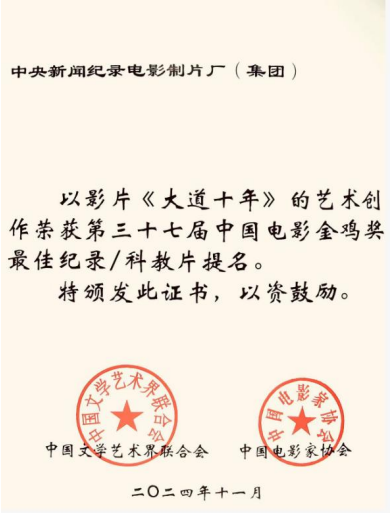 中央新闻纪录电影制片厂（集团）
以影片《大道十年》的艺术创
作荣获第三十七届中国电影金鸡奖
最佳纪录/科教片提名。
特颁发此证书，以资鼓励。
中国文学艺术界联合会
中国电影家协会
中国文学艺术界联合会
中国电影家协会
二〇二四年十一月